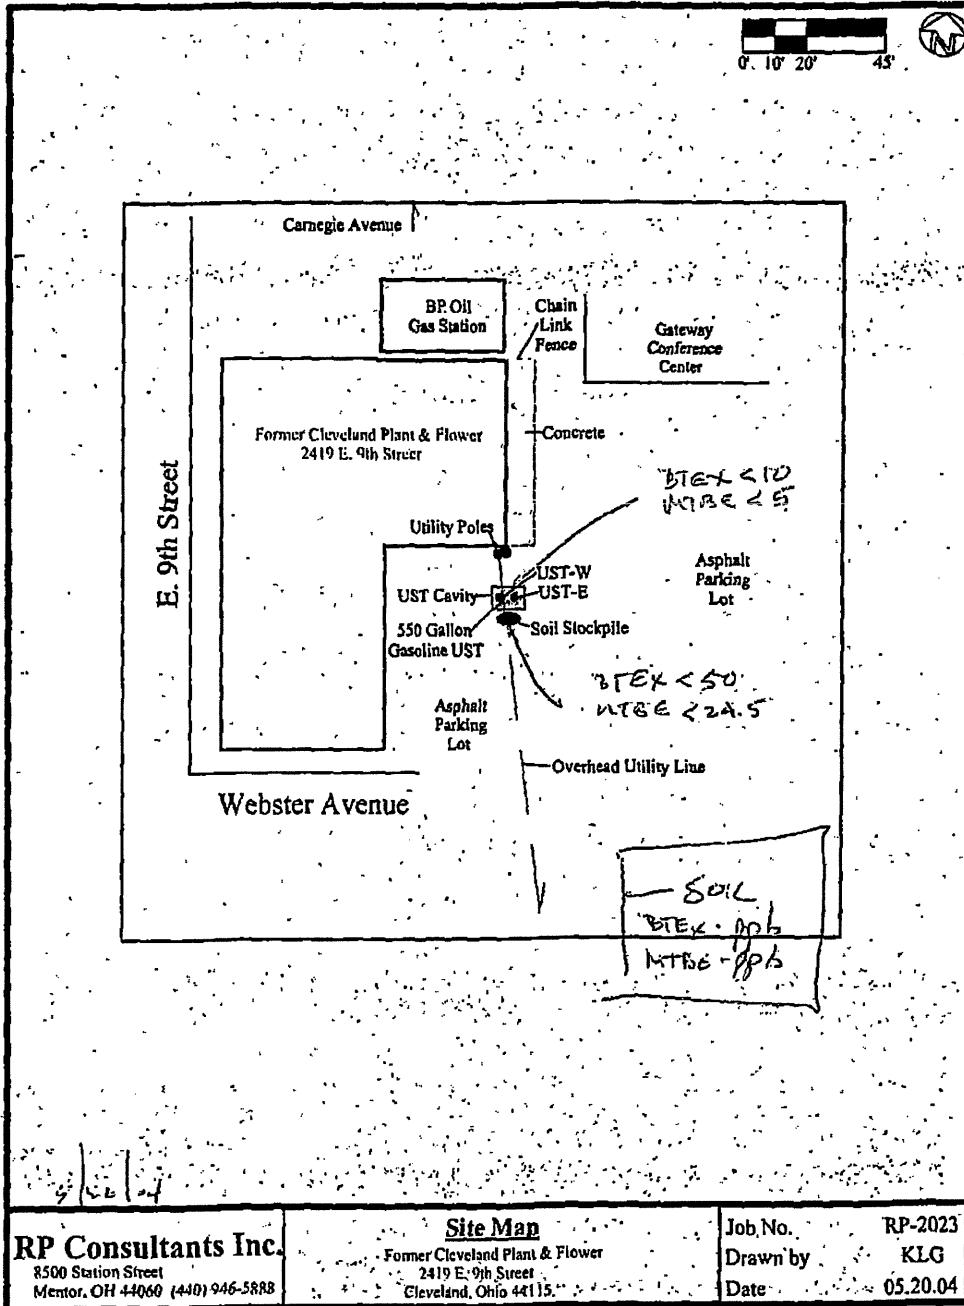 0'  10'  20'  45'
N
Carnegie Avenue
BP Oil
Gas Station
Chain
Link
Fence
Gateway
Conference
Center
Former Cleveland Plant & Flower
2419 E. 9th Street
Concrete
E. 9th Street
BTEX < 10
MTBE < 5
Utility Poles
Asphalt
Parking
Lot
UST-W
UST Cavity
UST-E
550 Gallon
Gasoline UST
Soil Stockpile
BTEX < 50
MTBE < 24.5
Asphalt
Parking
Lot
Overhead Utility Line
Webster Avenue
SOIL
BTEX - ppb
MTBE - ppb
RP Consultants Inc.
8500 Station Street
Mentor, OH 44060 (440) 946-5888
Site Map
Former Cleveland Plant & Flower
2419 E. 9th Street
Cleveland, Ohio 44115
Job No. RP-2023
Drawn by KLG
Date 05.20.04